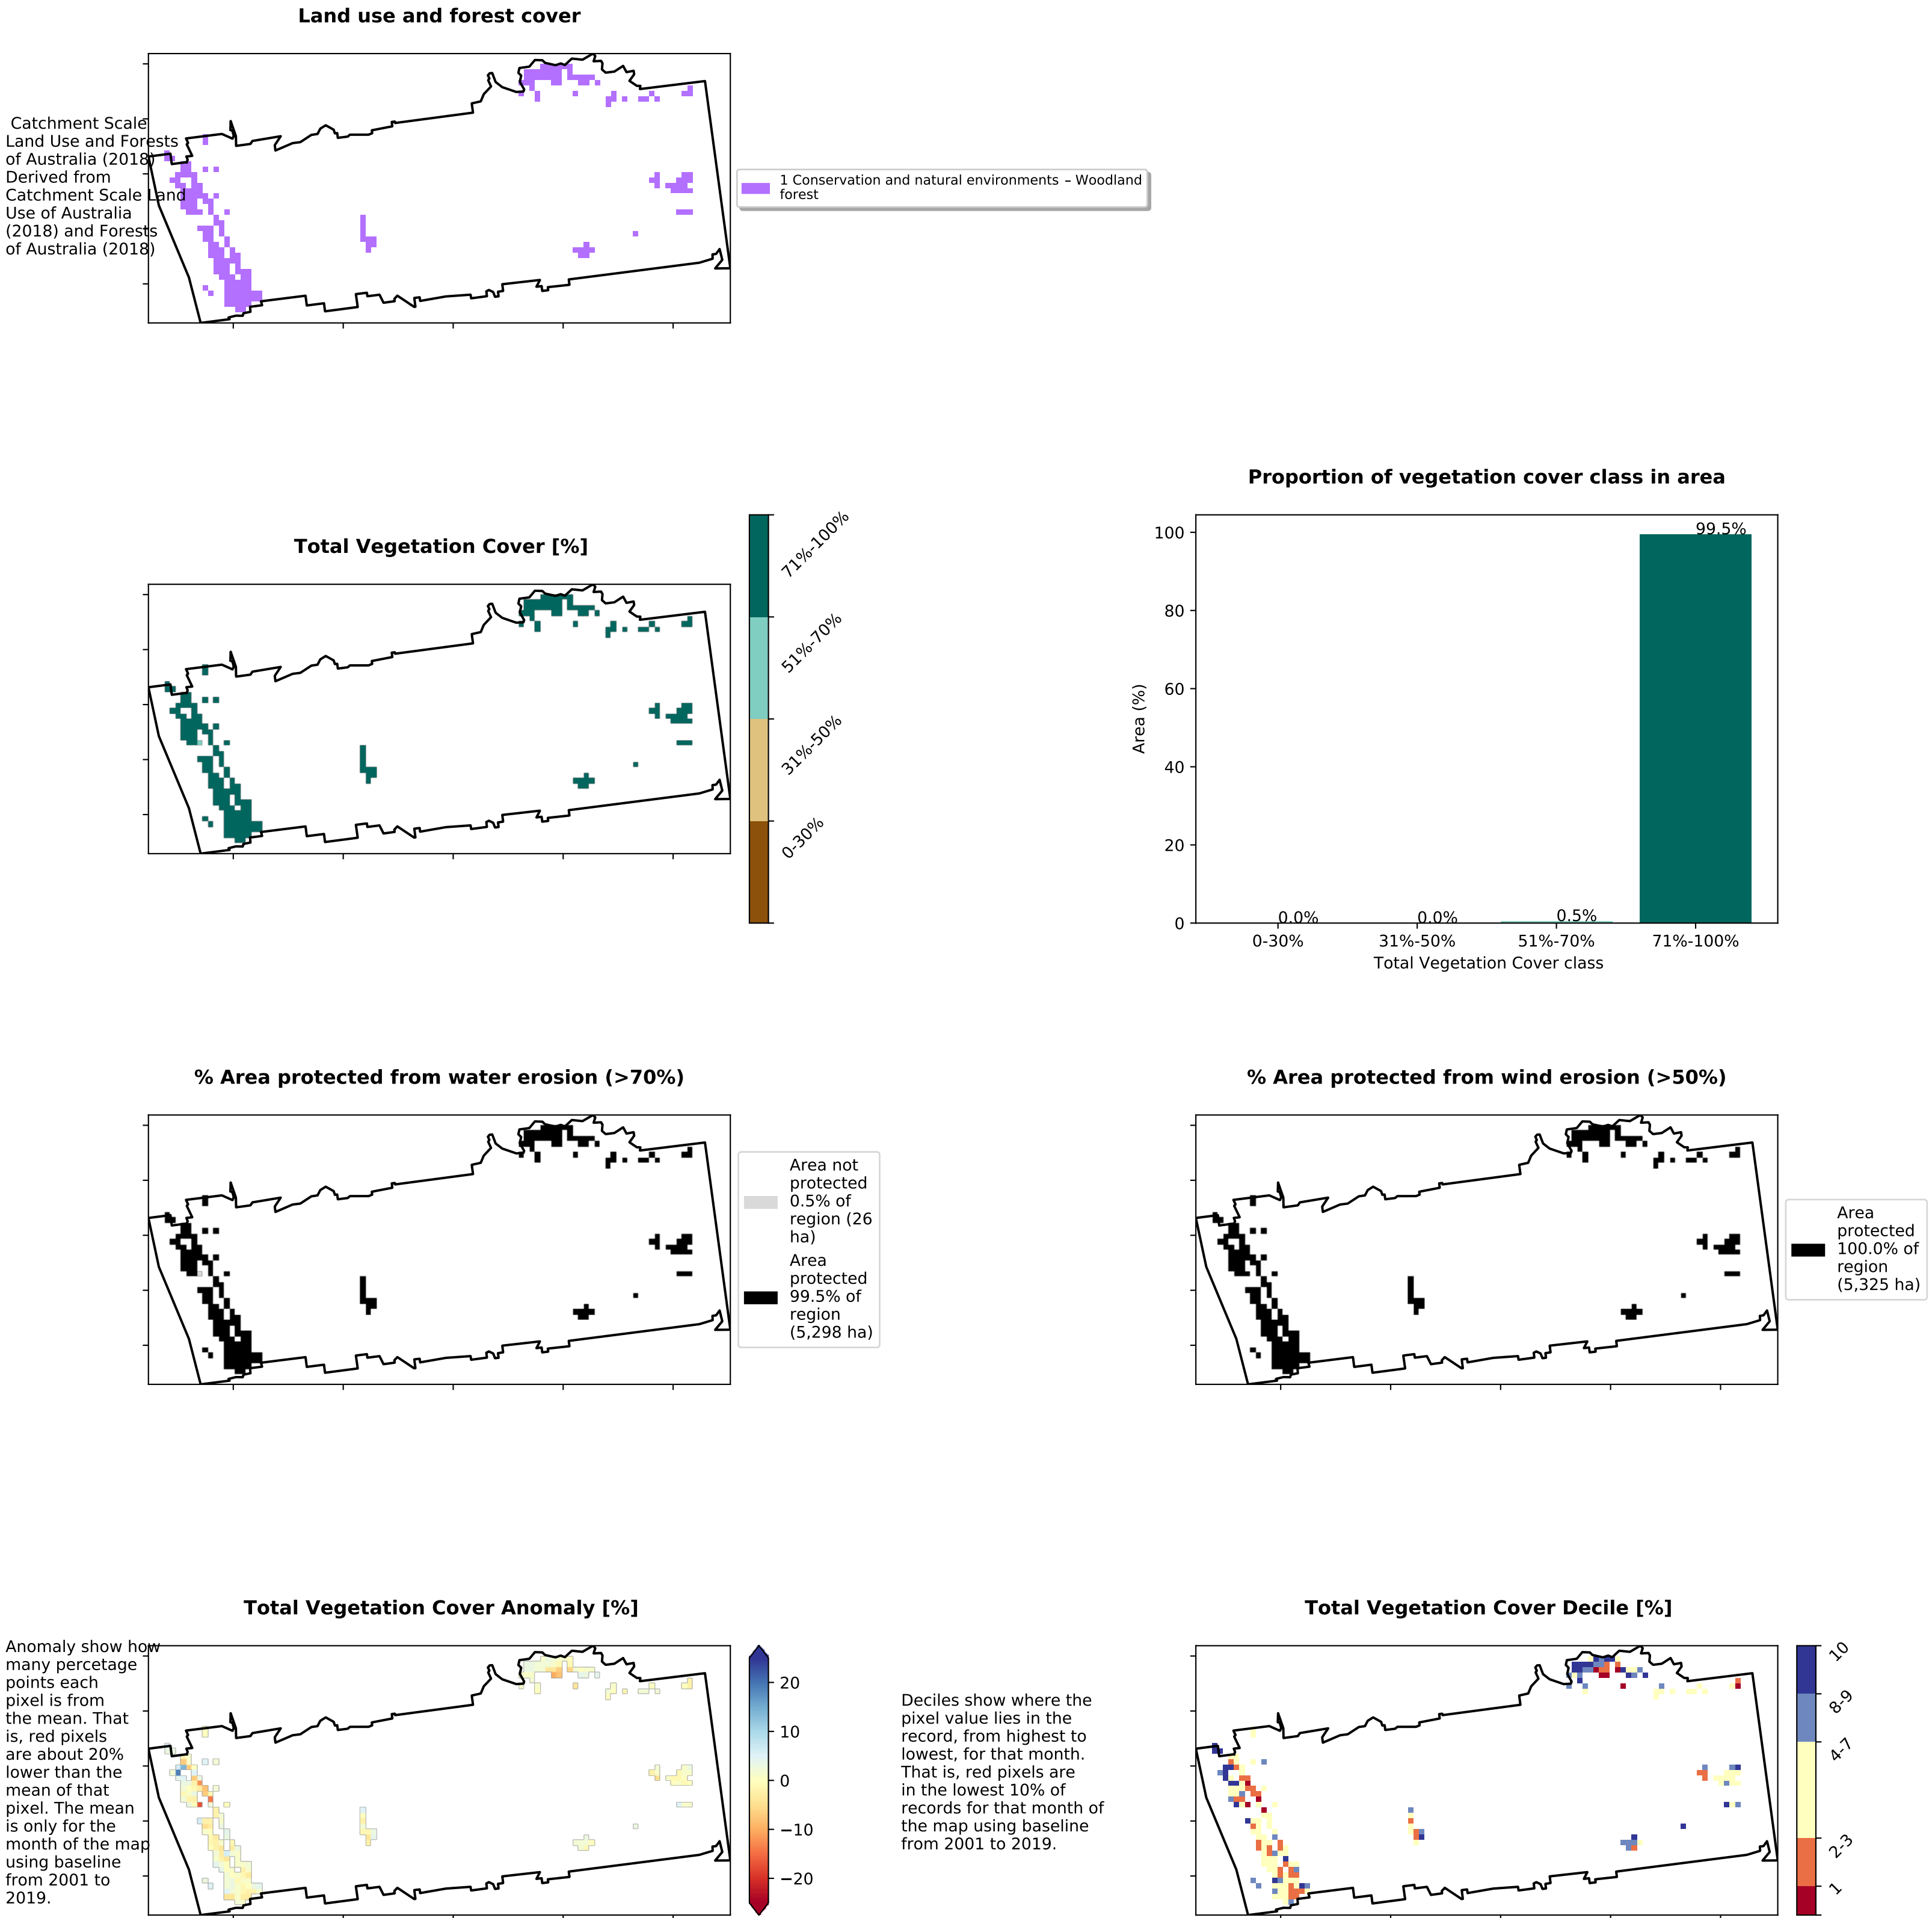 Land use and forest cover
Catchment Scale
Land Use and Forests
of Australia (2018)
Derived from
Catchment Scale Land
Use of Australia
(2018) and Forests
of Australia (2018)
1 Conservation and natural environments – Woodland
forest
Total Vegetation Cover [%]
71%-100%
51%-70%
31%-50%
0-30%
Proportion of vegetation cover class in area
Area (%)
100
80
60
40
20
0
0.0%
0.0%
0.5%
99.5%
0-30%
31%-50%
51%-70%
71%-100%
Total Vegetation Cover class
% Area protected from water erosion (>70%)
Area not
protected
0.5% of
region (26
ha)
Area
protected
99.5% of
region
(5,298 ha)
% Area protected from wind erosion (>50%)
Area
protected
100.0% of
region
(5,325 ha)
Total Vegetation Cover Anomaly [%]
Anomaly show how
many percetage
points each
pixel is from
the mean. That
is, red pixels
are about 20%
lower than the
mean of that
pixel. The mean
is only for the
month of the map
using baseline
from 2001 to
2019.
20
10
0
−10
−20
Total Vegetation Cover Decile [%]
Deciles show where the
pixel value lies in the
record, from highest to
lowest, for that month.
That is, red pixels are
in the lowest 10% of
records for that month of
the map using baseline
from 2001 to 2019.
10
8-9
4-7
2-3
1